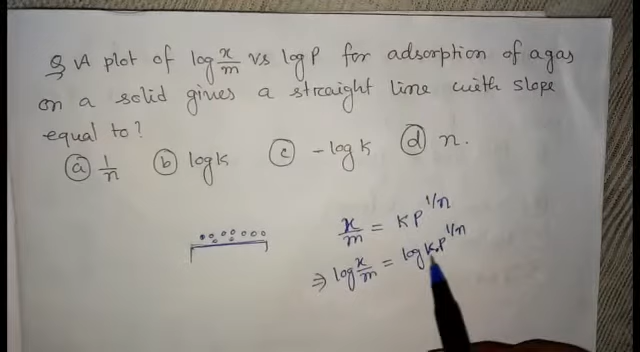 Q A plot of log x/m vs log P for adsorption of a gas
on a solid gives a straight line with slope
equal to?
(a) 1/n (b) log k (c) - log k (d) n.
x/m = KP^1/n
⇒ log x/m = log K.P^1/n